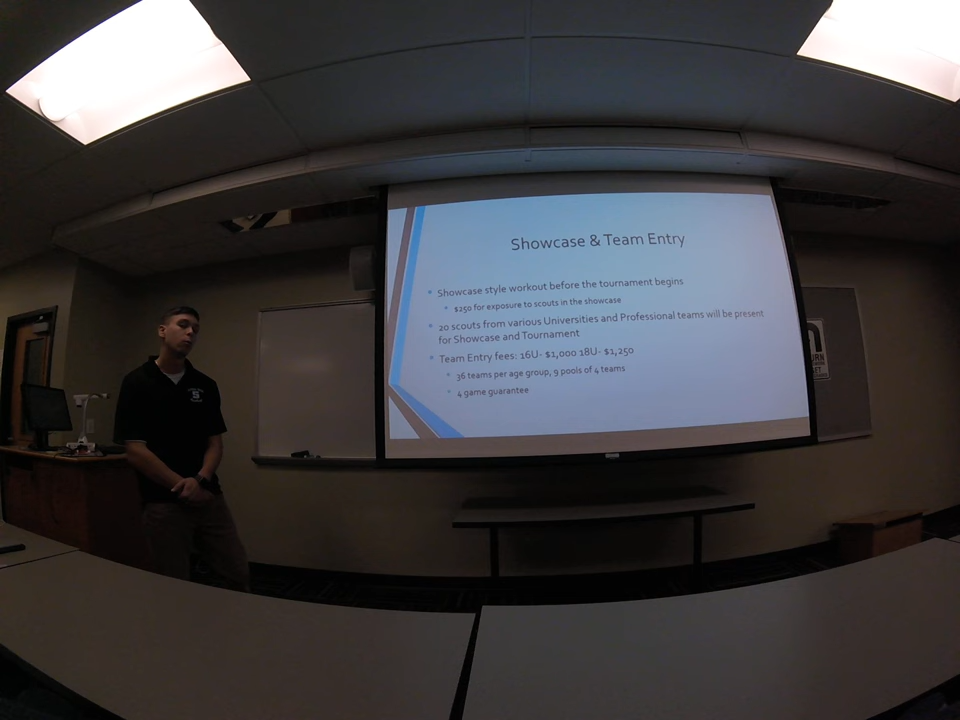 Showcase & Team Entry
Showcase style workout before the tournament begins
$250 for exposure to scouts in the showcase
20 scouts from various Universities and Professional teams will be present
for Showcase and Tournament
Team Entry fees: 16U- $1,000 18U- $1,250
36 teams per age group, 9 pools of 4 teams
4 game guarantee
S